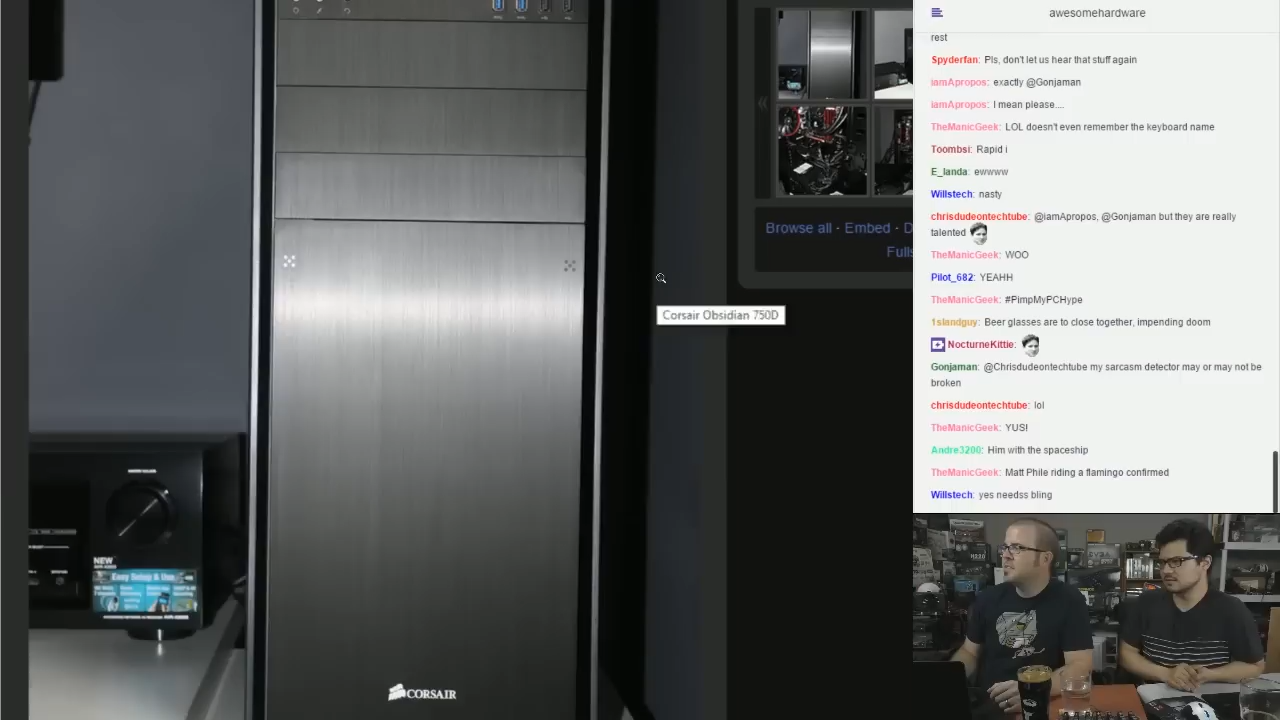 awesomehardware
rest
Spyderfan: Pls, don't let us hear that stuff again
iamApropos: exactly @Gonjaman
iamApropos: I mean please....
TheManicGeek: LOL doesn't even remember the keyboard name
Toombsi: Rapid i
E_landa: ewwww
Willstech: nasty
chrisdudeontechtube: @iamApropos, @Gonjaman but they are really
talented
TheManicGeek: WOO
Browse all - Embed - D
Fulls
Pilot_682: YEAHH
TheManicGeek: #PimpMyPCHype
Corsair Obsidian 750D
1slandguy: Beer glasses are to close together, impending doom
NocturneKittie:
Gonjaman: @Chrisdudeontechtube my sarcasm detector may or may not be
broken
chrisdudeontechtube: lol
TheManicGeek: YUS!
Andre3200: Him with the spaceship
TheManicGeek: Matt Phile riding a flamingo confirmed
Willstech: yes needss bling
NEW
Easy Setup & Use
CORSAIR